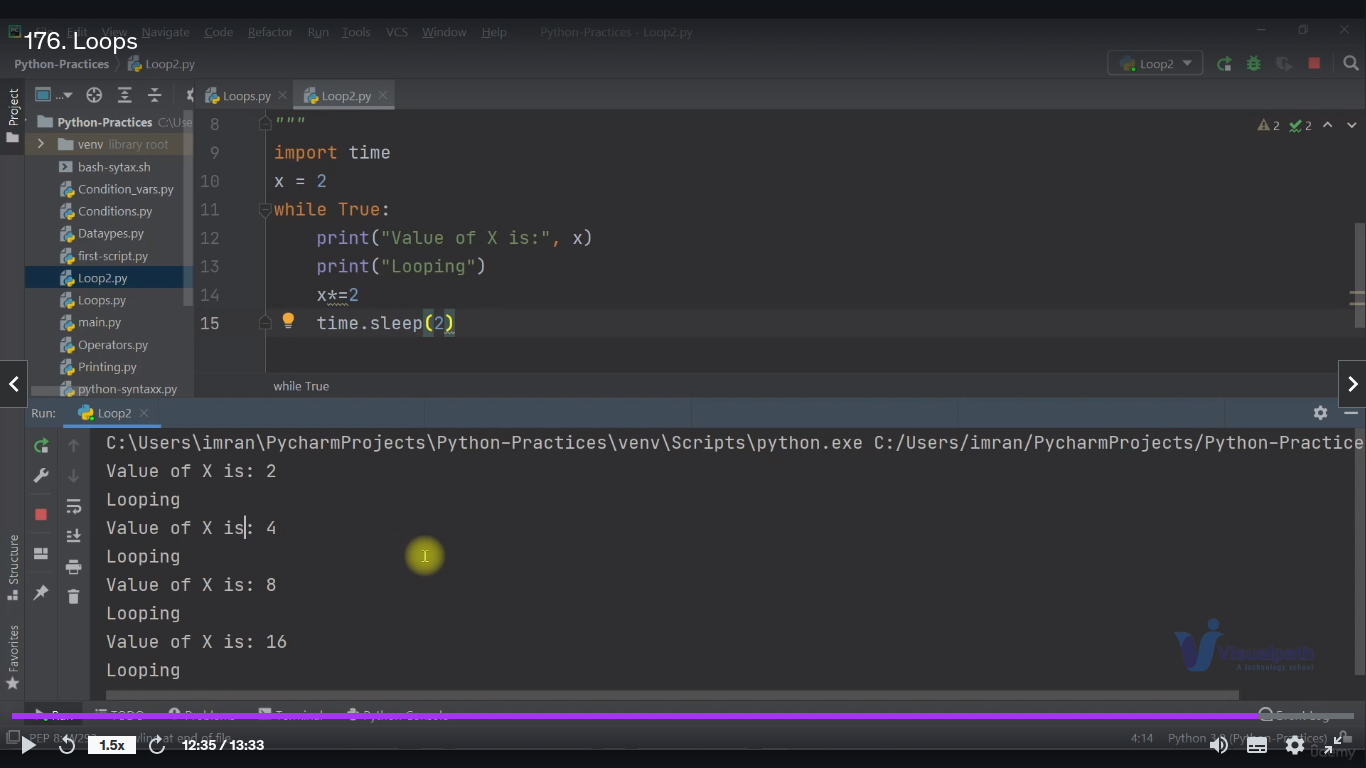 File Edit View Navigate Code Refactor Run Tools VCS Window Help Python-Practices - Loop2.py
176. Loops
Python-Practices Loop2.py
Loop2
Project
Loops.py
Loop2.py
Python-Practices C:\Use
venv library root
bash-sytax.sh
Condition_vars.py
Conditions.py
Dataypes.py
first-script.py
Loop2.py
Loops.py
main.py
Operators.py
Printing.py
python-syntaxx.py
2 2
8 """
9 import time
10 x = 2
11 while True:
12 print("Value of X is:", x)
13 print("Looping")
14 x*=2
15 time.sleep(2)
while True
Run: Loop2
C:\Users\imran\PycharmProjects\Python-Practices\venv\Scripts\python.exe C:/Users/imran/PycharmProjects/Python-Practice
Value of X is: 2
Looping
Value of X is: 4
Looping
Value of X is: 8
Looping
Value of X is: 16
Looping
Structure
Favorites
Visualpath
A technology school
Run TODO Problems Terminal Python Console Event Log
PEP 8: W292 newline at end of file
4:14 Python 3 (Python-Practices)
1.5x 12:35 / 13:33
udemy